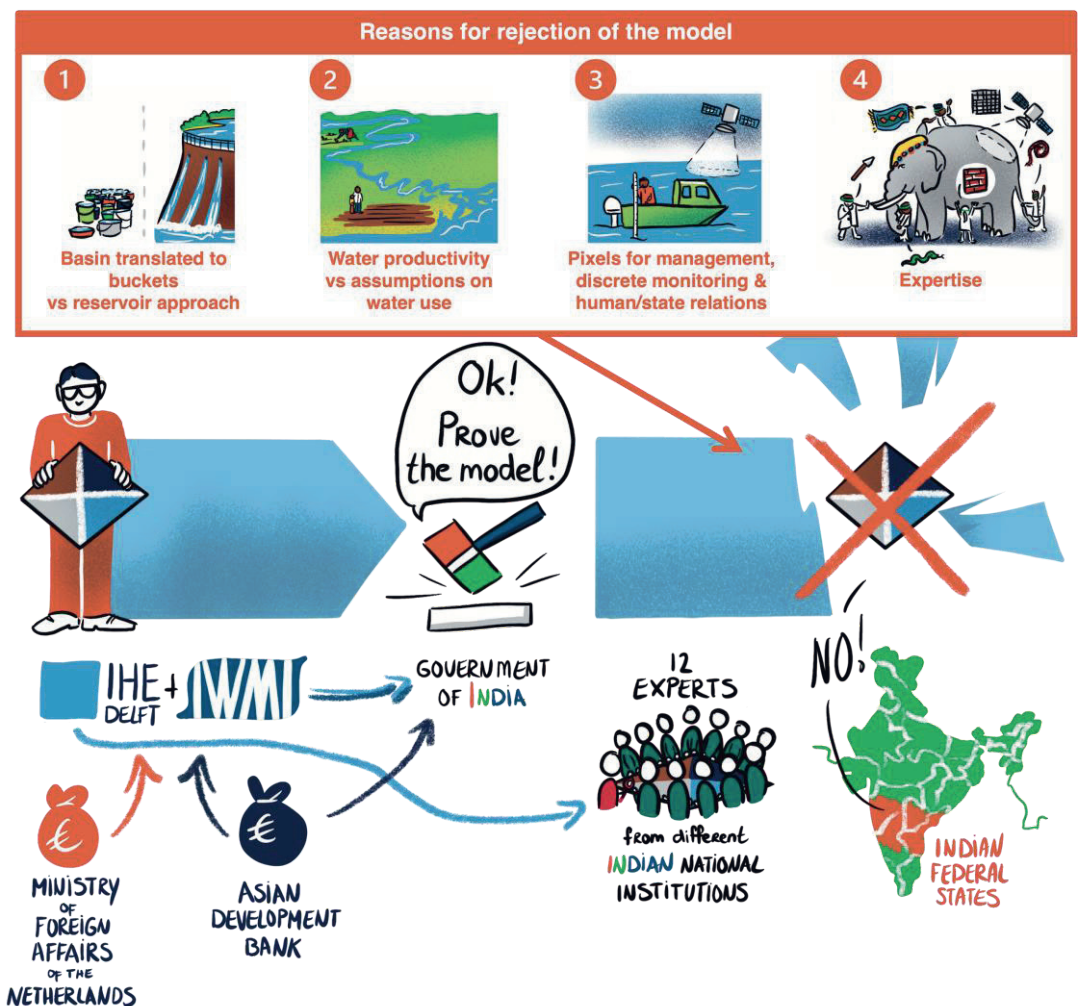 Reasons for rejection of the model
1
2
3
4
Basin translated to
buckets
vs reservoir approach
Water productivity
vs assumptions on
water use
Pixels for management,
discrete monitoring &
human/state relations
Expertise
Ok!
PROVE
the model!
IHE
DELFT
+
IWMI
GOVERNMENT
OF INDIA
12
EXPERTS
from different
INDIAN NATIONAL
INSTITUTIONS
NO!
INDIAN
FEDERAL
STATES
€
MINISTRY
OF
FOREIGN
AFFAIRS
OF THE
NETHERLANDS
€
ASIAN
DEVELOPMENT
BANK